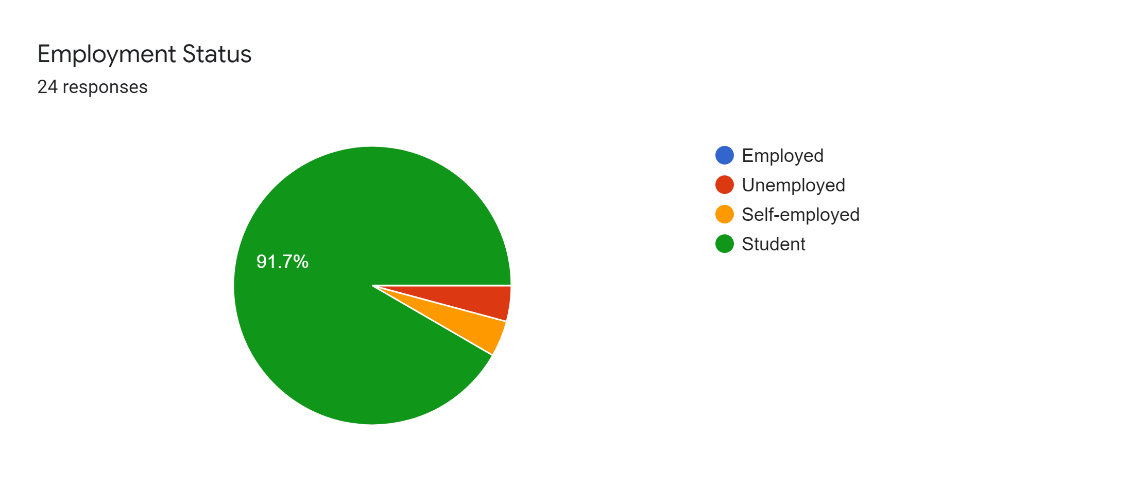 Employment Status
24 responses
91.7%
Employed
Unemployed
Self-employed
Student